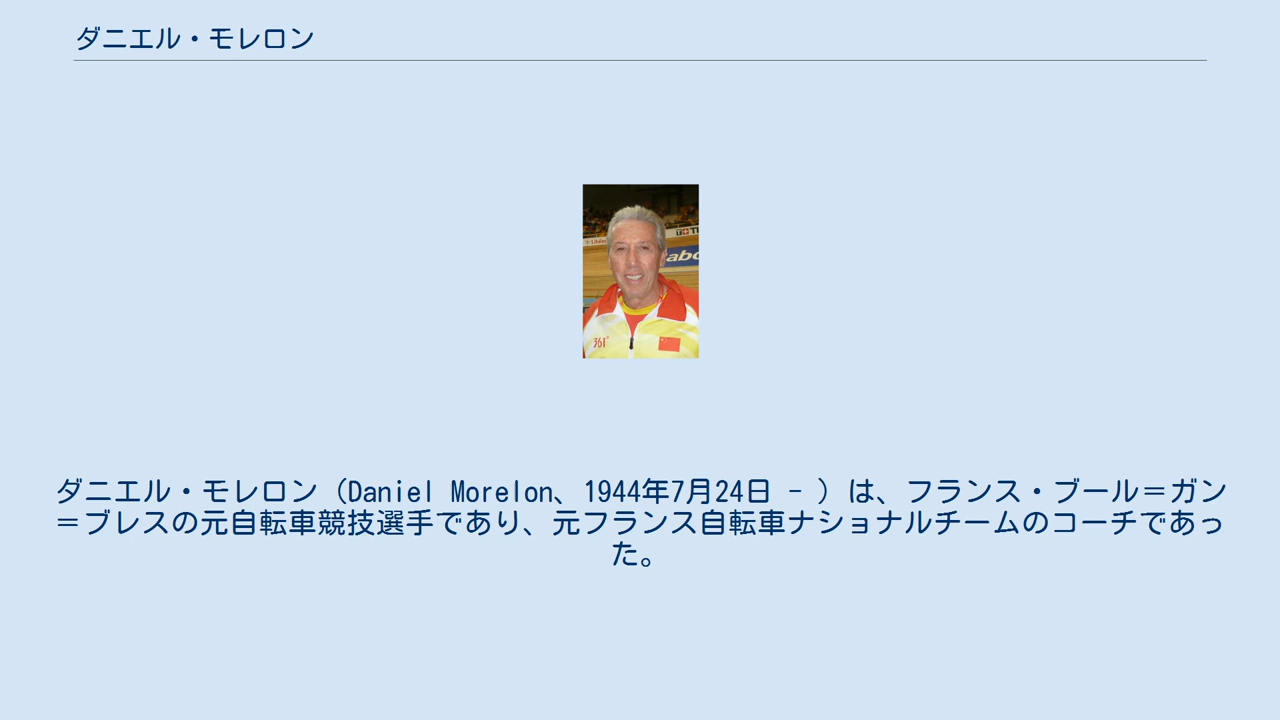 ダニエル・モレロン
361°
ダニエル・モレロン（Daniel Morelon、1944年7月24日 - ）は、フランス・ブール＝ガン
＝ブレスの元自転車競技選手であり、元フランス自転車ナショナルチームのコーチであっ
た。